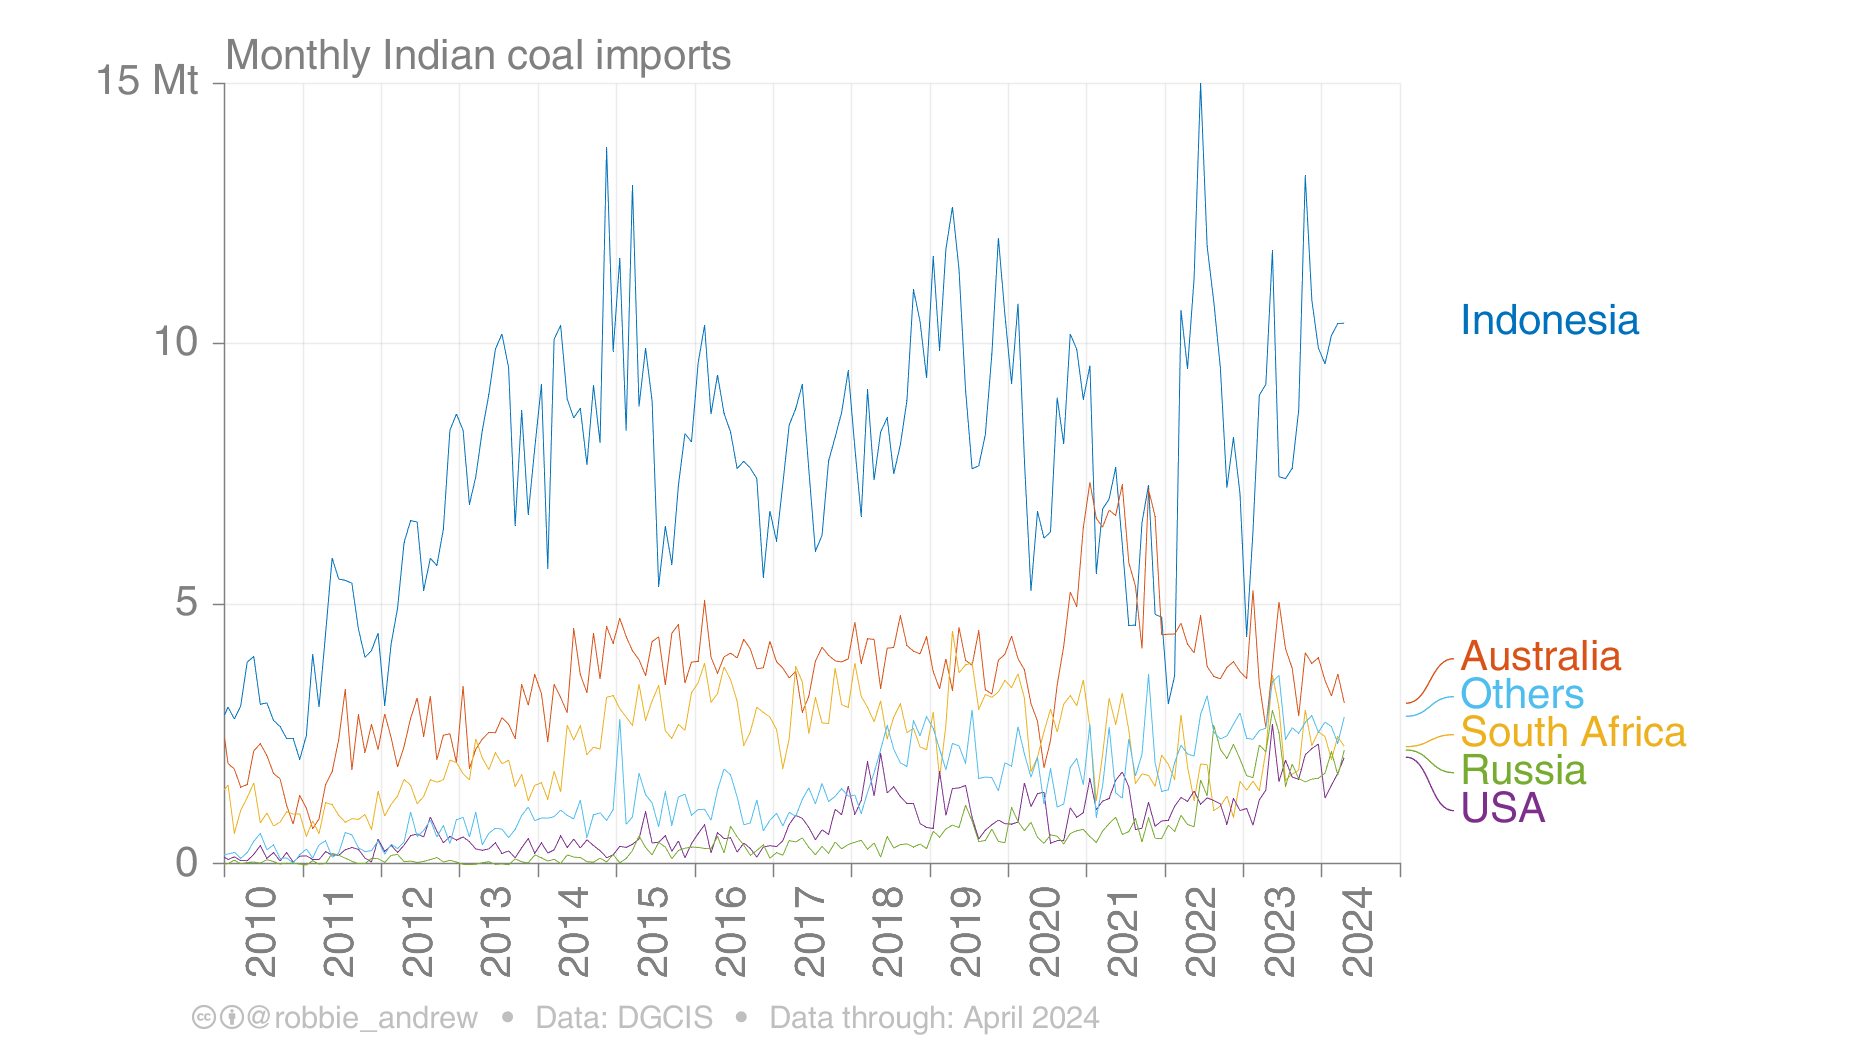 Monthly Indian coal imports
15 Mt
10
5
0
2010 2011 2012 2013 2014 2015 2016 2017 2018 2019 2020 2021 2022 2023 2024
Indonesia
Australia
Others
South Africa
Russia
USA
cc @robbie_andrew • Data: DGCIS • Data through: April 2024